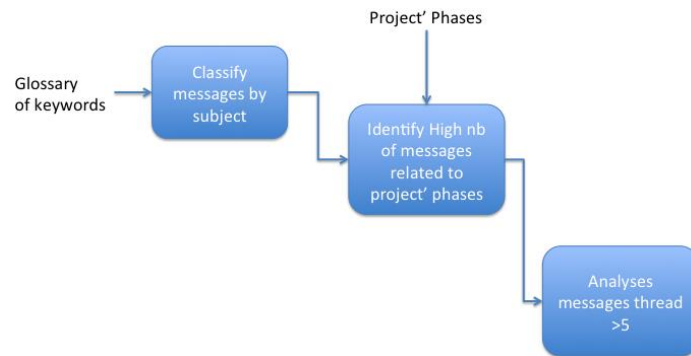 Project’ Phases
Glossary
of keywords
Classify
messages by
subject
Identify High nb
of messages
related to
project’ phases
Analyses
messages thread
>5